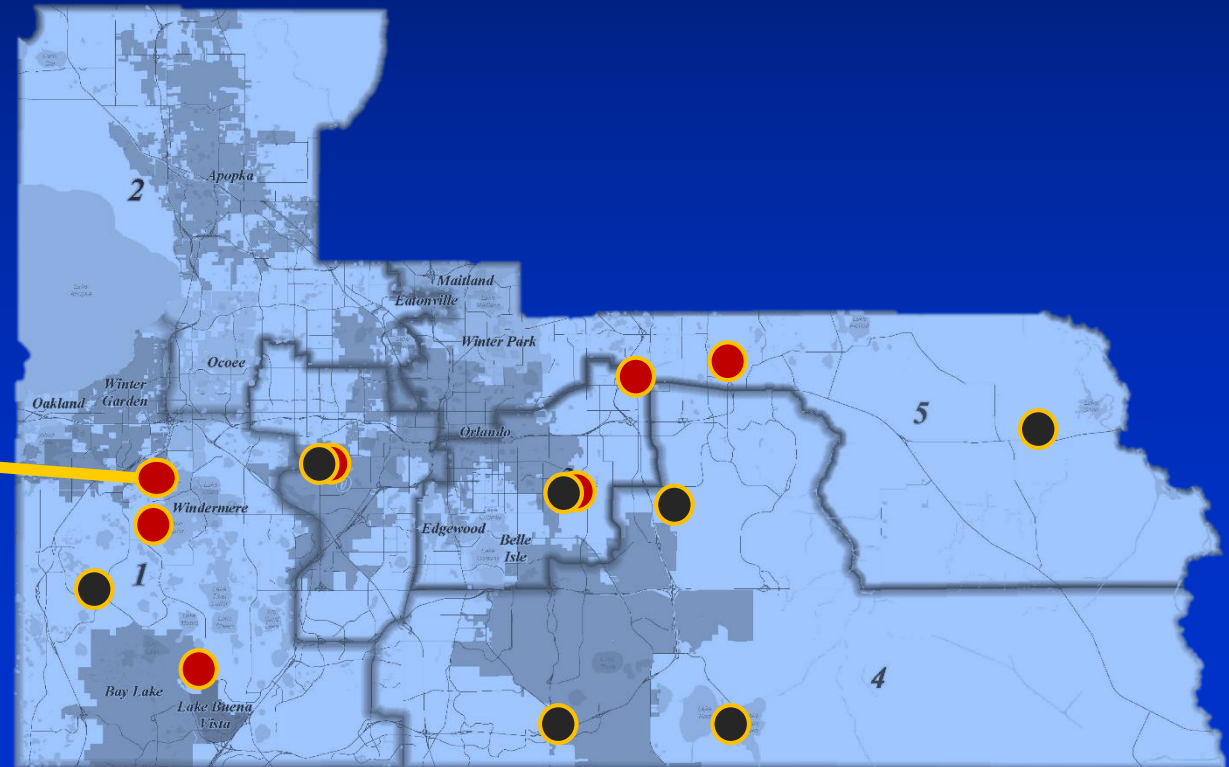 2
Apopka
Maitland
Eatonville
Winter Park
Ocoee
Winter
Garden
Oakland
5
Orlando
Windermere
Edgewood
Belle
Isle
1
4
Bay Lake
Lake Buena
Vista